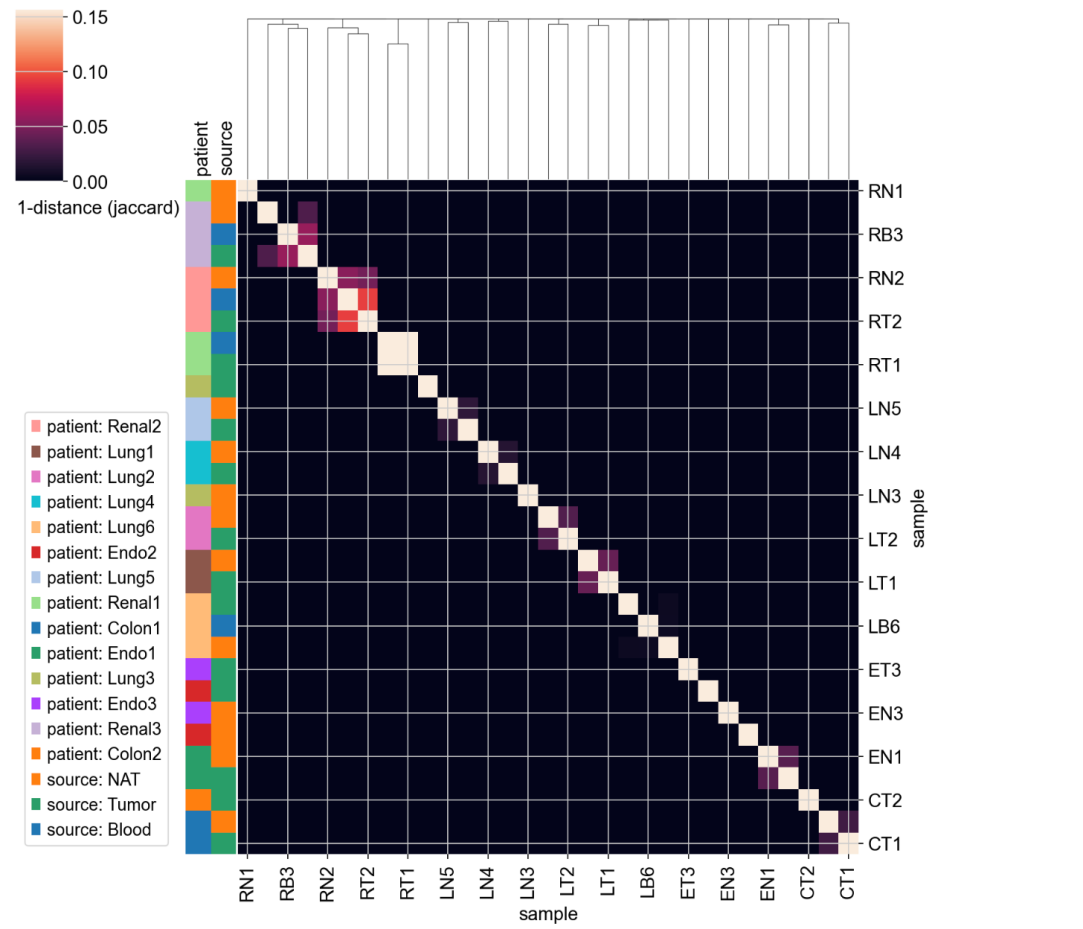 0.15
0.10
0.05
0.00
1-distance (jaccard)
patient
source
RN1
RB3
RN2
RT2
RT1
LN5
LN4
LN3
LT2
LT1
LB6
ET3
EN3
EN1
CT2
CT1
sample
patient: Renal2
patient: Lung1
patient: Lung2
patient: Lung4
patient: Lung6
patient: Endo2
patient: Lung5
patient: Renal1
patient: Colon1
patient: Endo1
patient: Lung3
patient: Endo3
patient: Renal3
patient: Colon2
source: NAT
source: Tumor
source: Blood
RN1
RB3
RN2
RT2
RT1
LN5
LN4
LN3
LT2
LT1
LB6
ET3
EN3
EN1
CT2
CT1
sample